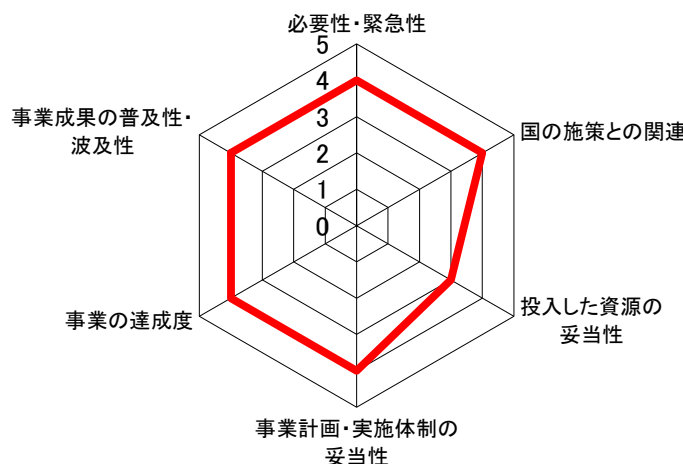 必要性・緊急性
5
4
3
2
1
0
国の施策との関連
投入した資源の
妥当性
事業計画・実施体制の
妥当性
事業の達成度
事業成果の普及性・
波及性